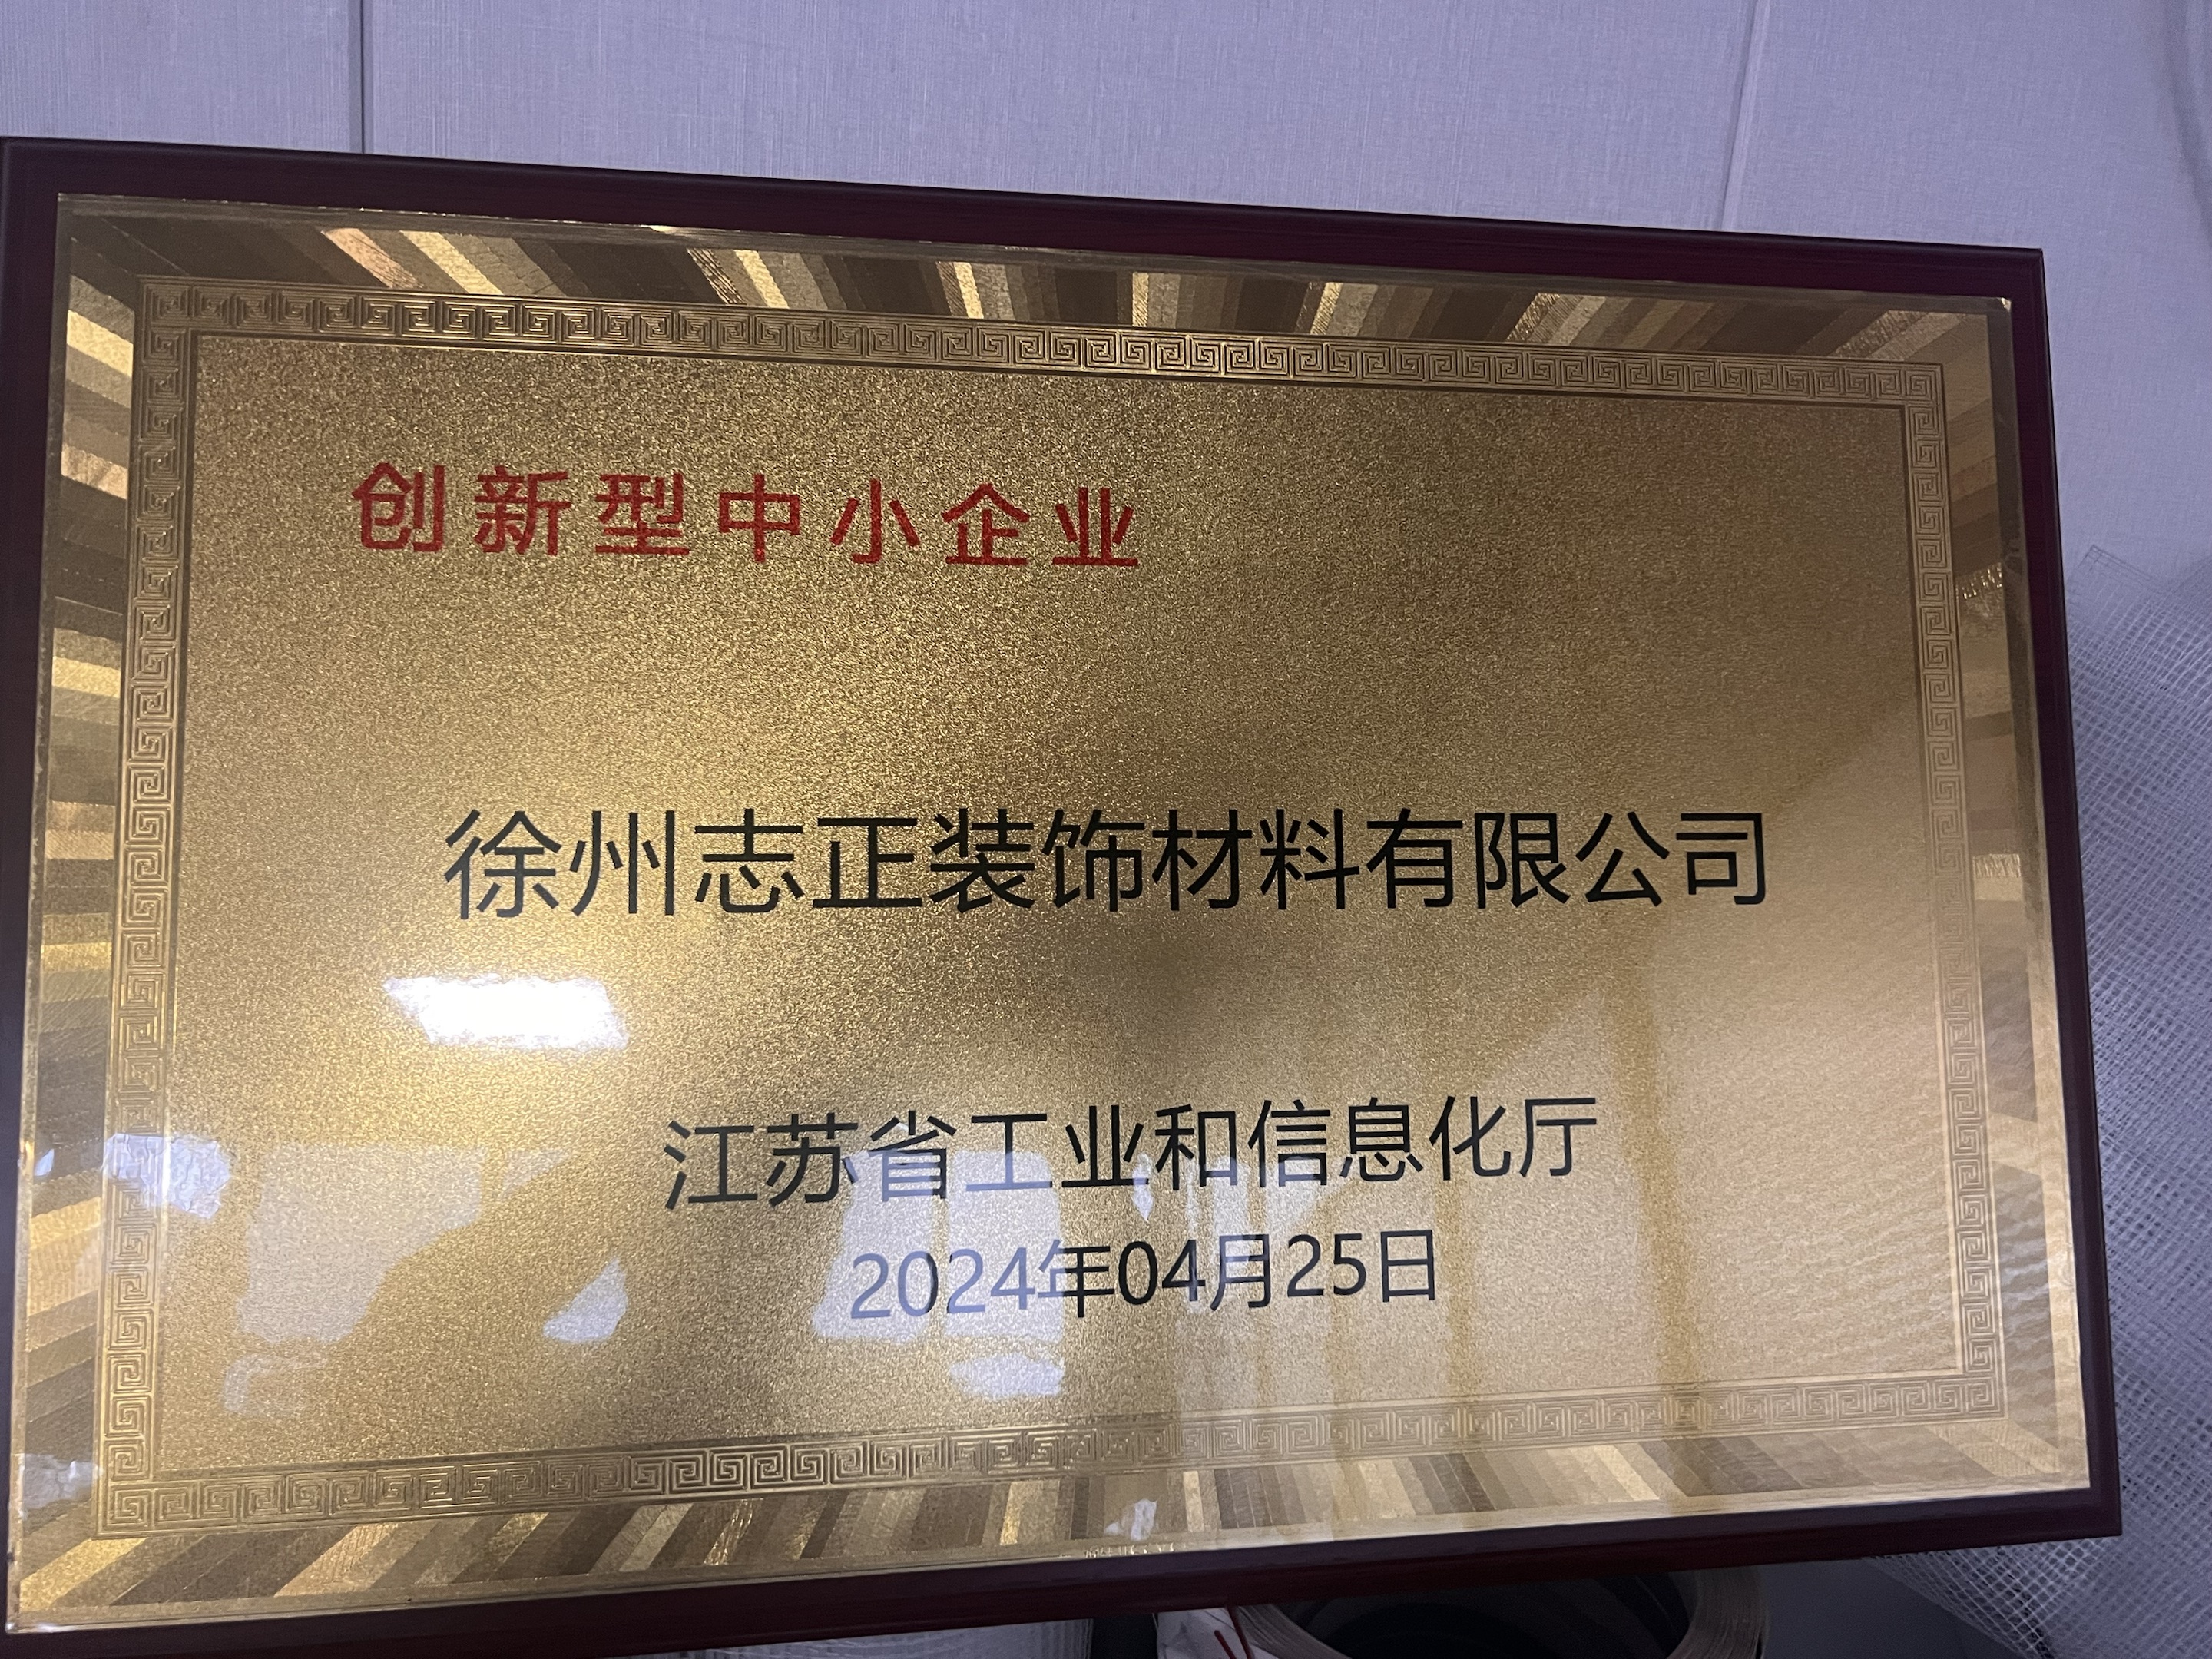 创新型中小企业
徐州志正装饰材料有限公司
江苏省工业和信息化厅
2024年04月25日